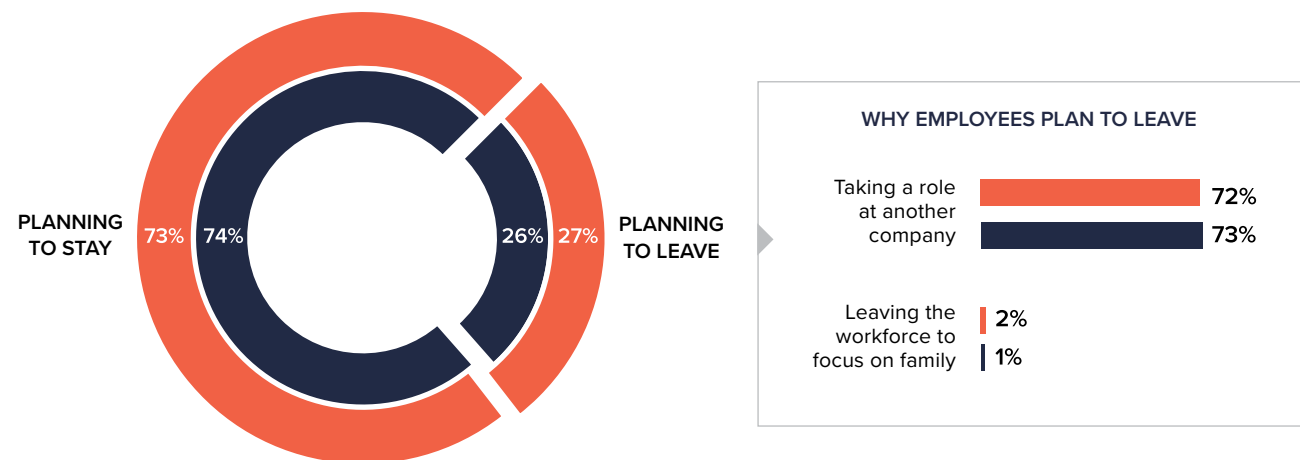 PLANNING
TO STAY
73%
74%
26%
27%
PLANNING
TO LEAVE
WHY EMPLOYEES PLAN TO LEAVE
Taking a role
at another
company
72%
73%
Leaving the
workforce to
focus on family
2%
1%